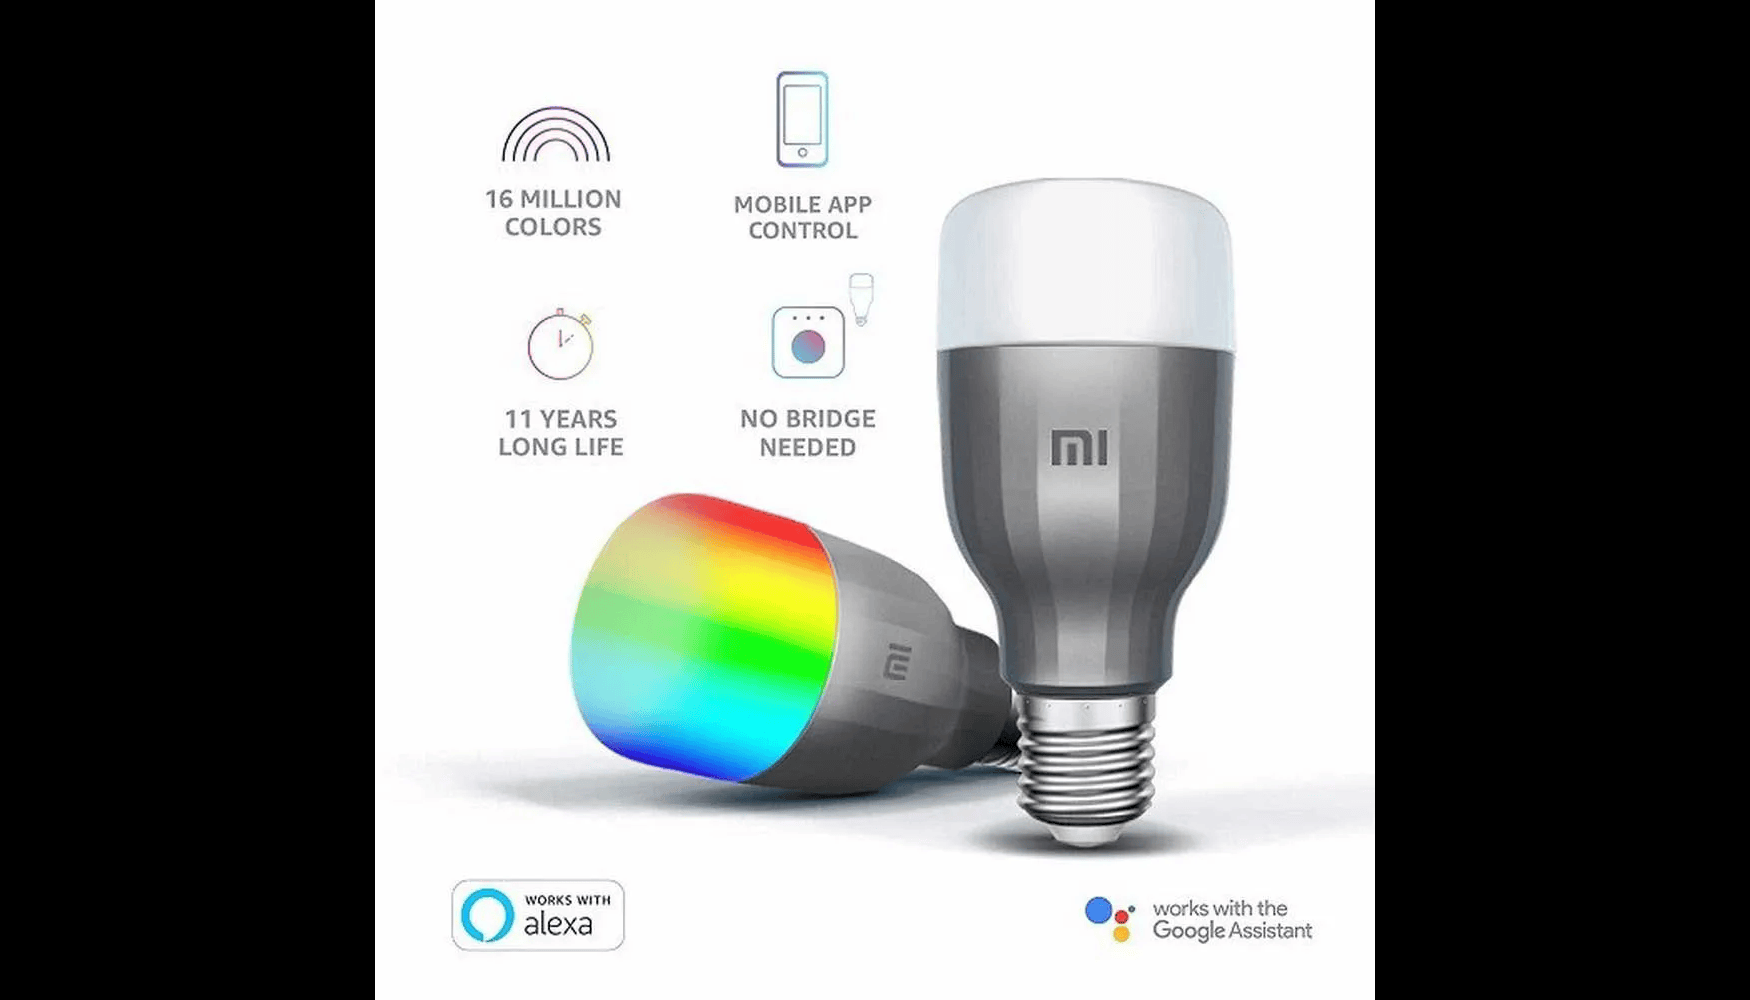 16 MILLION
COLORS
MOBILE APP
CONTROL
11 YEARS
LONG LIFE
NO BRIDGE
NEEDED
mi
mi
WORKS WITH
alexa
works with the
Google Assistant